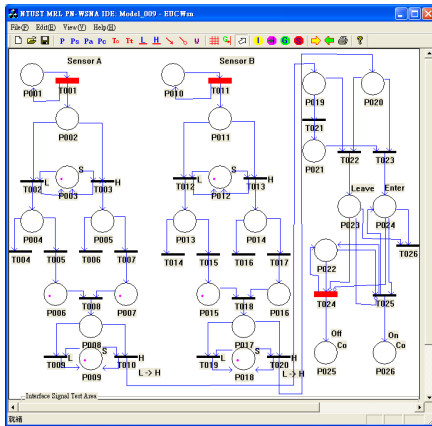 NTUST MRL PN-WSNA IDE: Model_009 - EUC.Wsn
File(F) Edit(E) View(V) Help(H)
P Ps Pa Pc To Tt L H U I G S ?
Sensor A Sensor B
P001 T001 P010 T011 P019 P020
T021
P002 P011 P021 T022 T023
S S
T002 L P003 T003 H T012 L P012 T013 H Leave Enter
P004 P005 P013 P014 P023 P024
T004 T005 T006 T007 T014 T015 T016 T017 P022 T026
P006 T008 P007 P015 T018 P016 T024 T025
P008 P017 Off On
S S Co Co
T009 L P009 T010 H T019 L P018 T020 H P025 P026
L -> H L -> H
Interface Signal Test Area
就緒